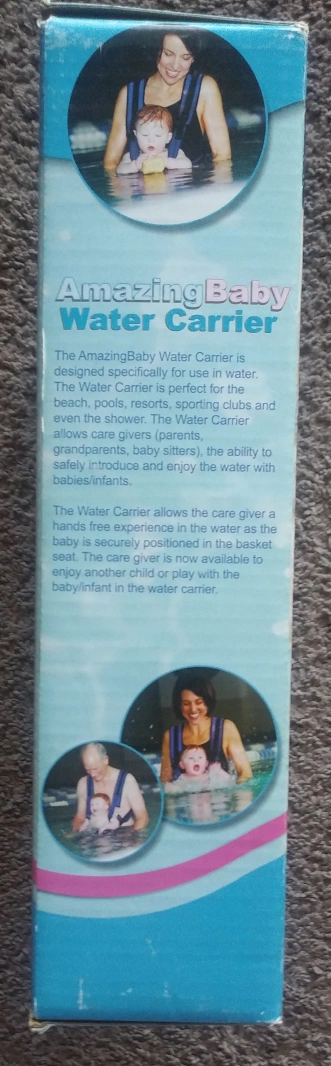 AmazingBaby
Water Carrier
The AmazingBaby Water Carrier is
designed specifically for use in water.
The Water Carrier is perfect for the
beach, pools, resorts, sporting clubs and
even the shower. The Water Carrier
allows care givers (parents,
grandparents, baby sitters), the ability to
safely introduce and enjoy the water with
babies/infants.
The Water Carrier allows the care giver a
hands free experience in the water as the
baby is securely positioned in the basket
seat. The care giver is now available to
enjoy another child or play with the
baby/infant in the water carrier.